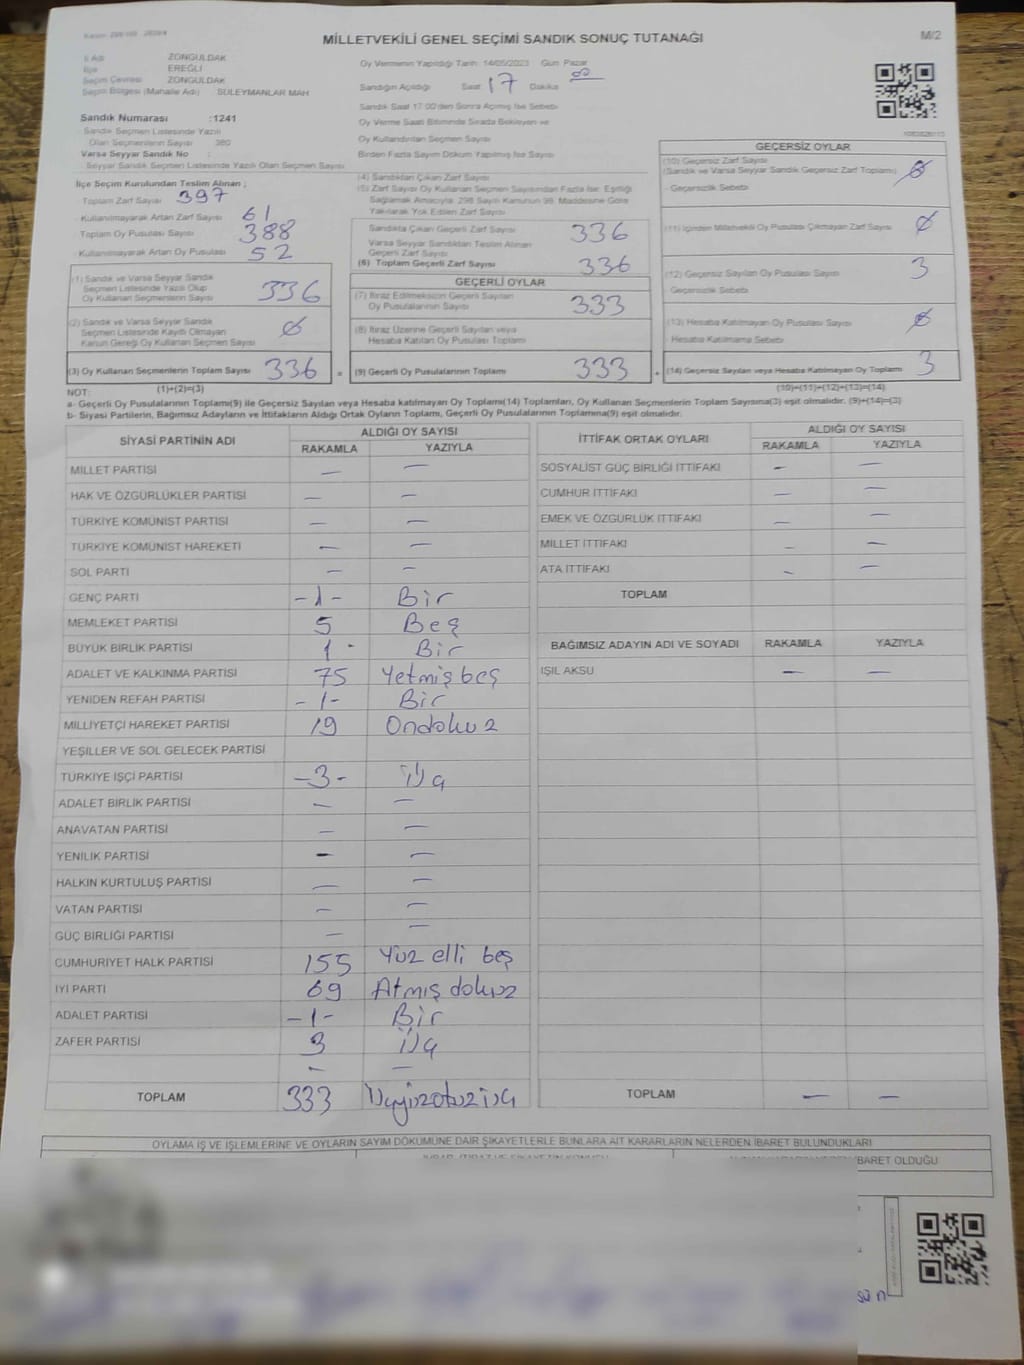 MİLLETVEKİLİ GENEL SEÇİMİ SANDIK SONUÇ TUTANAĞI
M/2
İl Adı ZONGULDAK
İlçe EREĞLİ
Seçim Çevresi ZONGULDAK
Seçim Bölgesi (Mahalle Adı) SÜLEYMANLAR MAH
Sandık Numarası :1241
Sandık Seçmen Listesinde Yazılı
Olan Seçmenlerin Sayısı 380
Varsa Seyyar Sandık No :
Seyyar Sandık Seçmen Listesinde Yazılı Olan Seçmen Sayısı
Oy Vermenin Yapıldığı Tarih: 14/05/2023 Gün: Pazar
Sandığın Açıldığı Saat 17 Dakika 00
Sandık Saat 17.00'den Sonra Açılmış İse Sebebi
Oy Verme Saati Bitiminde Sırada Bekleyen ve
Oy Kullandırılan Seçmen Sayısı
Birden Fazla Sayım Döküm Yapılmış İse Sayısı
İlçe Seçim Kurulundan Teslim Alınan ;
- Toplam Zarf Sayısı 397
- Kullanılmayarak Artan Zarf Sayısı 61
- Toplam Oy Pusulası Sayısı 388
- Kullanılmayarak Artan Oy Pusulası 52
(1) Sandık ve Varsa Seyyar Sandık
Seçmen Listesinde Yazılı Olup
Oy Kullanan Seçmenlerin Sayısı 336
(2) Sandık ve Varsa Seyyar Sandık
Seçmen Listesinde Kayıtlı Olmayan
Kanun Gereği Oy Kullanan Seçmen Sayısı 0
(3) Oy Kullanan Seçmenlerin Toplam Sayısı 336
(1)+(2)=(3)
(4) Sandıktan Çıkan Zarf Sayısı
(5) Zarf Sayısı Oy Kullanan Seçmen Sayısından Fazla İse, Eşitliği
Sağlamak Amacıyla, 298 Sayılı Kanunun 98. Maddesine Göre
Yakılarak Yok Edilen Zarf Sayısı
Sandıkta Çıkan Geçerli Zarf Sayısı 336
Varsa Seyyar Sandıktan Teslim Alınan
Geçerli Zarf Sayısı
(6) Toplam Geçerli Zarf Sayısı 336
GEÇERLİ OYLAR
(7) İtiraz Edilmeksizin Geçerli Sayılan
Oy Pusulalarının Sayısı 333
(8) İtiraz Üzerine Geçerli Sayılan veya
Hesaba Katılan Oy Pusulası Toplamı
(9) Geçerli Oy Pusulalarının Toplamı 333
GEÇERSİZ OYLAR
(10) Geçersiz Zarf Sayısı
(Sandık ve Varsa Seyyar Sandık Geçersiz Zarf Toplamı) 0
- Geçersizlik Sebebi
(11) İçinden Milletvekili Oy Pusulası Çıkmayan Zarf Sayısı 0
(12) Geçersiz Sayılan Oy Pusulası Sayısı 3
- Geçersizlik Sebebi
(13) Hesaba Katılmayan Oy Pusulası Sayısı 0
- Hesaba Katılmama Sebebi
(14) Geçersiz Sayılan veya Hesaba Katılmayan Oy Toplamı 3
(10)+(11)+(12)+(13)=(14)
NOT:
a- Geçerli Oy Pusulalarının Toplamı(9) ile Geçersiz Sayılan veya Hesaba katılmayan Oy Toplamı(14) Toplamları, Oy Kullanan Seçmenlerin Toplam Sayısına(3) eşit olmalıdır. (9)+(14)=(3)
b- Siyasi Partilerin, Bağımsız Adayların ve İttifakların Aldığı Ortak Oyların Toplamı, Geçerli Oy Pusulalarının Toplamına(9) eşit olmalıdır.
SİYASİ PARTİNİN ADI ALDIĞI OY SAYISI
RAKAMLA YAZIYLA
MİLLET PARTİSİ — —
HAK VE ÖZGÜRLÜKLER PARTİSİ — —
TÜRKİYE KOMÜNİST PARTİSİ — —
TÜRKİYE KOMÜNİST HAREKETİ — —
SOL PARTİ — —
GENÇ PARTİ -1- Bir
MEMLEKET PARTİSİ 5 Beş
BÜYÜK BİRLİK PARTİSİ 1 Bir
ADALET VE KALKINMA PARTİSİ 75 Yetmiş beş
YENİDEN REFAH PARTİSİ -1- Bir
MİLLİYETÇİ HAREKET PARTİSİ 19 Ondokuz
YEŞİLLER VE SOL GELECEK PARTİSİ
TÜRKİYE İŞÇİ PARTİSİ -3- Üç
ADALET BİRLİK PARTİSİ — —
ANAVATAN PARTİSİ — —
YENİLİK PARTİSİ — —
HALKIN KURTULUŞ PARTİSİ — —
VATAN PARTİSİ — —
GÜÇ BİRLİĞİ PARTİSİ — —
CUMHURİYET HALK PARTİSİ 155 Yüz elli beş
İYİ PARTİ 69 Atmış dokuz
ADALET PARTİSİ -1- Bir
ZAFER PARTİSİ 3 Üç
— —
TOPLAM 333 Üçyüzotuzüç
İTTİFAK ORTAK OYLARI ALDIĞI OY SAYISI
RAKAMLA YAZIYLA
SOSYALİST GÜÇ BİRLİĞİ İTTİFAKI — —
CUMHUR İTTİFAKI — —
EMEK VE ÖZGÜRLÜK İTTİFAKI — —
MİLLET İTTİFAKI — —
ATA İTTİFAKI — —
TOPLAM
BAĞIMSIZ ADAYIN ADI VE SOYADI RAKAMLA YAZIYLA
IŞIL AKSU — —
TOPLAM — —
OYLAMA İŞ VE İŞLEMLERİNE VE OYLARIN SAYIM DÖKÜMÜNE DAİR ŞİKAYETLERLE BUNLARA AİT KARARLARIN NELERDEN İBARET BULUNDUKLARI
İBARET OLDUĞU